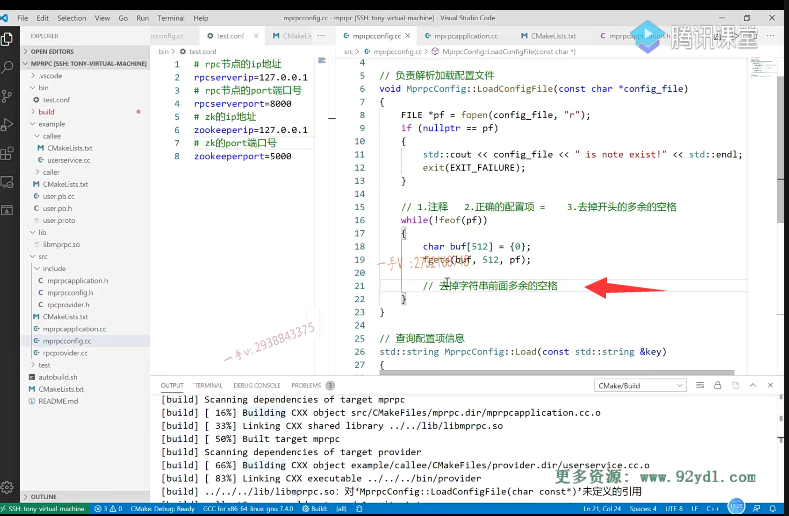 File Edit Selection View Go Run Terminal Help
mprpcconfig.cc - mprpc [SSH: tony-virtual-machine] - Visual Studio Code
腾讯课堂
EXPLORER
OPEN EDITORS
MPRPC [SSH: TONY-VIRTUAL-MACHINE]
.vscode
bin
test.conf
build
example
callee
CMakeLists.txt
userservice.cc
caller
CMakeLists.txt
user.pb.cc
user.pb.h
user.proto
lib
libmprpc.so
src
include
mprpcapplication.h
mprpcconfig.h
rpcprovider.h
CMakeLists.txt
mprpcapplication.cc
mprpcconfig.cc
rpcprovider.cc
test
autobuild.sh
CMakeLists.txt
README.md
OUTLINE
test.conf
CMakeLists
bin > test.conf
1 # rpc节点的ip地址
2 rpcserverip=127.0.0.1
3 # rpc节点的port端口号
4 rpcserverport=8000
5 # zk的ip地址
6 zookeeperip=127.0.0.1
7 # zk的port端口号
8 zookeeperport=5000
mprpcconfig.cc
mprpcapplication.cc
CMakeLists.txt
mprpcapplication.h
src > mprpcconfig.cc > MprpcConfig::LoadConfigFile(const char *)
4
5 // 负责解析加载配置文件
6 void MprpcConfig::LoadConfigFile(const char *config_file)
7 {
8 FILE *pf = fopen(config_file, "r");
9 if (nullptr == pf)
10 {
11 std::cout << config_file << " is note exist!" << std::endl;
12 exit(EXIT_FAILURE);
13 }
14
15 // 1.注释 2.正确的配置项 = 3.去掉开头的多余的空格
16 while(!feof(pf))
17 {
18 char buf[512] = {0};
19 fgets(buf, 512, pf);
20
21 // 去掉字符串前面多余的空格
22 }
23 }
24
25 // 查询配置项信息
26 std::string MprpcConfig::Load(const std::string &key)
27 {
一手v:2938843375
OUTPUT TERMINAL DEBUG CONSOLE PROBLEMS 3
CMake/Build
[build] Scanning dependencies of target mprpc
[build] [ 16%] Building CXX object src/CMakeFiles/mprpc.dir/mprpcapplication.cc.o
[build] [ 33%] Linking CXX shared library ../../lib/libmprpc.so
[build] [ 50%] Built target mprpc
[build] Scanning dependencies of target provider
[build] [ 66%] Building CXX object example/callee/CMakeFiles/provider.dir/userservice.cc.o
[build] [ 83%] Linking CXX executable ../../../bin/provider
[build] ../../../lib/libmprpc.so：对‘MprpcConfig::LoadConfigFile(char const*)’未定义的引用
更多资源：www.92ydl.com
SSH: tony-virtual-machine 3 0 CMake: [Debug]: Ready GCC for x86_64-linux-gnu 7.4.0 Build: [all] Ln 21, Col 24 Spaces: 4 UTF-8 LF C++